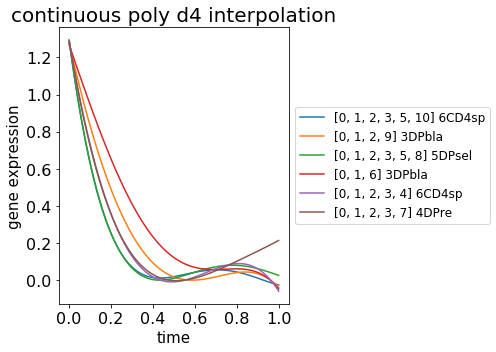 continuous poly d4 interpolation
gene expression
1.2
1.0
0.8
0.6
0.4
0.2
0.0
0.0 0.2 0.4 0.6 0.8 1.0
time
[0, 1, 2, 3, 5, 10] 6CD4sp
[0, 1, 2, 9] 3DPbla
[0, 1, 2, 3, 5, 8] 5DPsel
[0, 1, 6] 3DPbla
[0, 1, 2, 3, 4] 6CD4sp
[0, 1, 2, 3, 7] 4DPre